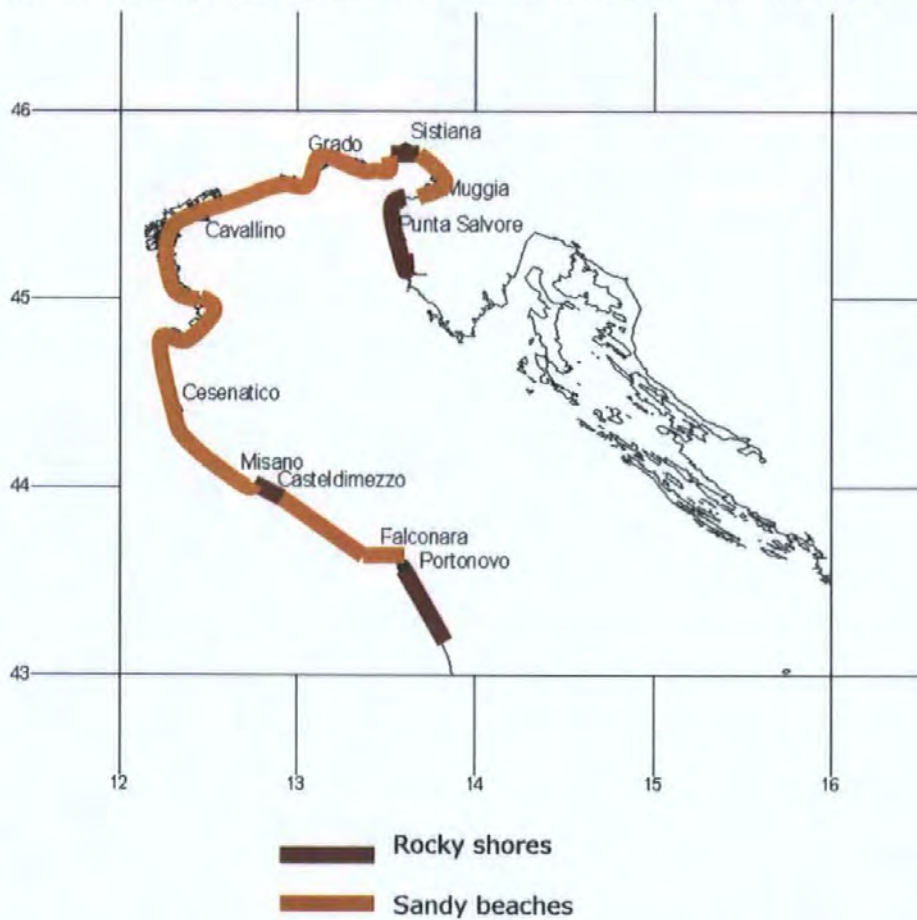 46
Sistiana
Grado
Muggia
Punta Salvore
Cavallino
45
Cesenatico
Misano
Casteldimezzo
44
Falconara
Portonovo
43
12 13 14 15 16
Rocky shores
Sandy beaches